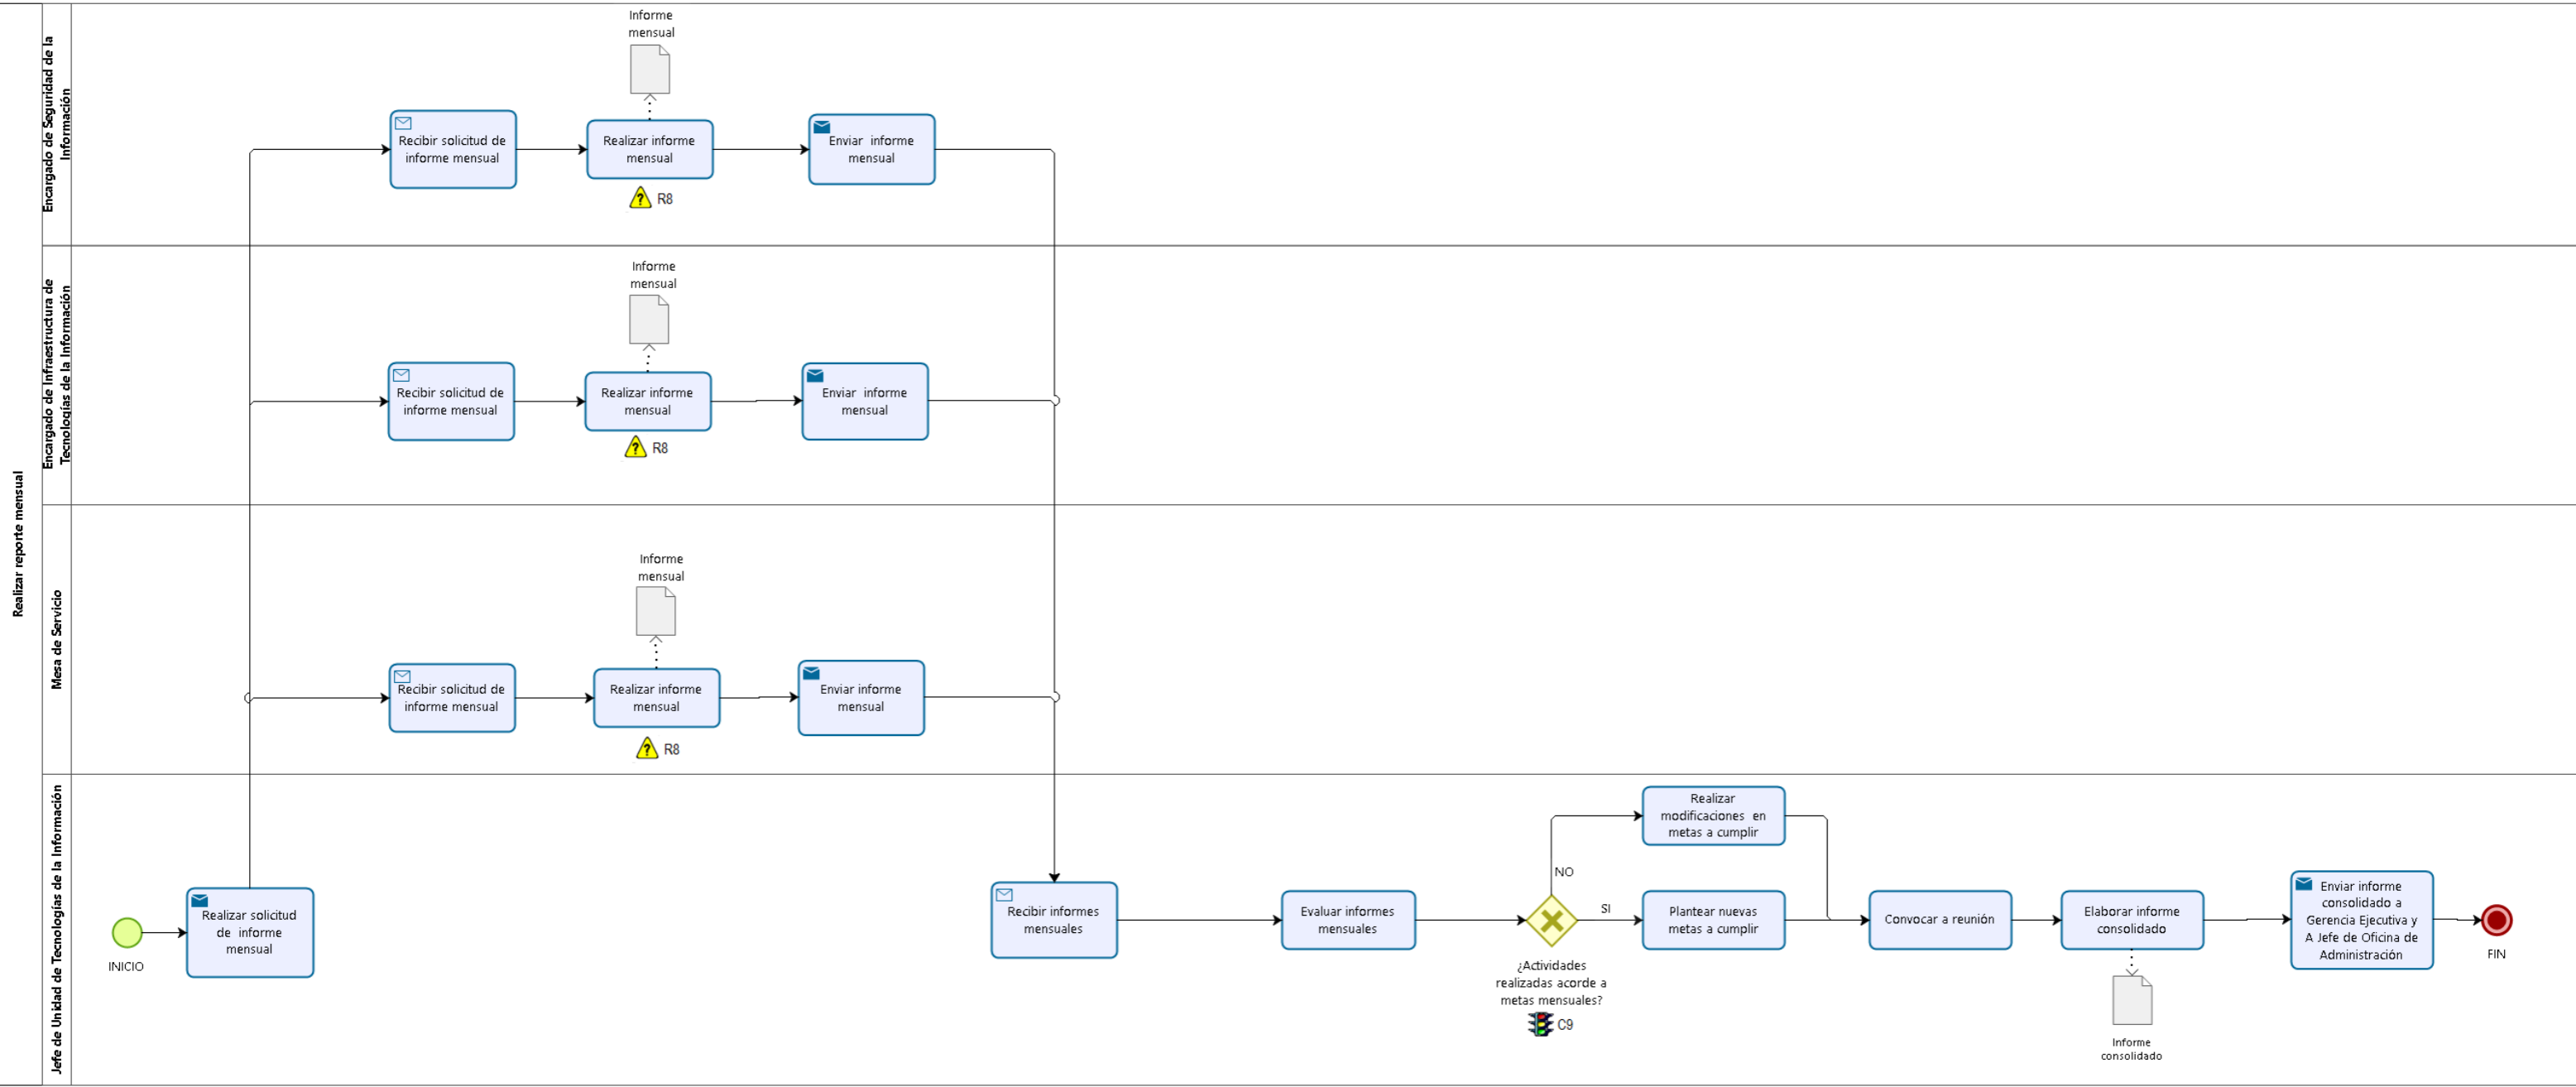 Realizar reporte mensual
Encargado de Seguridad de la
Información
Informe
mensual
Recibir solicitud de
informe mensual
Realizar informe
mensual
Enviar informe
mensual
R8
Encargado de Infraestructura de
Tecnologías de la Información
Informe
mensual
Recibir solicitud de
informe mensual
Realizar informe
mensual
Enviar informe
mensual
R8
Mesa de Servicio
Informe
mensual
Recibir solicitud de
informe mensual
Realizar informe
mensual
Enviar informe
mensual
R8
Jefe de Unidad de Tecnologías de la Información
INICIO
Realizar solicitud
de informe
mensual
Recibir informes
mensuales
Evaluar informes
mensuales
¿Actividades
realizadas acorde a
metas mensuales?
C9
NO
Realizar
modificaciones en
metas a cumplir
SI
Plantear nuevas
metas a cumplir
Convocar a reunión
Elaborar informe
consolidado
Informe
consolidado
Enviar informe
consolidado a
Gerencia Ejecutiva y
A Jefe de Oficina de
Administración
FIN